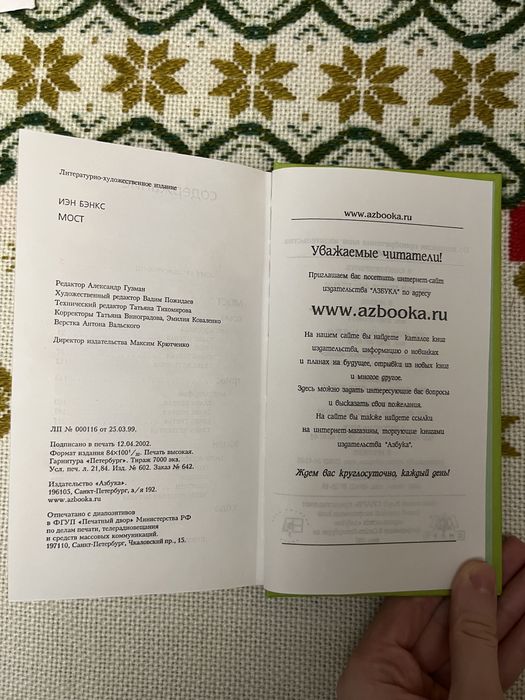 Литературно-художественное издание
ИЭН БЭНКС
МОСТ
Редактор Александр Гузман
Художественный редактор Вадим Пожидаев
Технический редактор Татьяна Тихомирова
Корректоры Татьяна Виноградова, Эмилия Коваленко
Верстка Антона Вальского
Директор издательства Максим Крютченко
ЛП № 000116 от 25.03.99.
Подписано в печать 12.04.2002.
Формат издания 84×100¹/₃₂. Печать высокая.
Гарнитура «Петербург». Тираж 7000 экз.
Усл. печ. л. 21,84. Изд. № 602. Заказ № 642.
Издательство «Азбука».
196105, Санкт-Петербург, а/я 192.
www.azbooka.ru
Отпечатано с диапозитивов
в ФГУП «Печатный двор» Министерства РФ
по делам печати, телерадиовещания
и средств массовых коммуникаций.
197110, Санкт-Петербург, Чкаловский пр., 15.
www.azbooka.ru
Уважаемые читатели!
Приглашаем вас посетить интернет-сайт
издательства "АЗБУКА" по адресу
www.azbooka.ru
На нашем сайте вы найдете каталог книг
издательства, информацию о новинках
и планах на будущее, отрывки из новых книг
и многое другое.
Здесь можно задать интересующие вас вопросы
и высказать свои пожелания.
На сайте вы также найдете ссылки
на интернет-магазины, торгующие книгами
издательства "Азбука".
Ждем вас круглосуточно, каждый день!